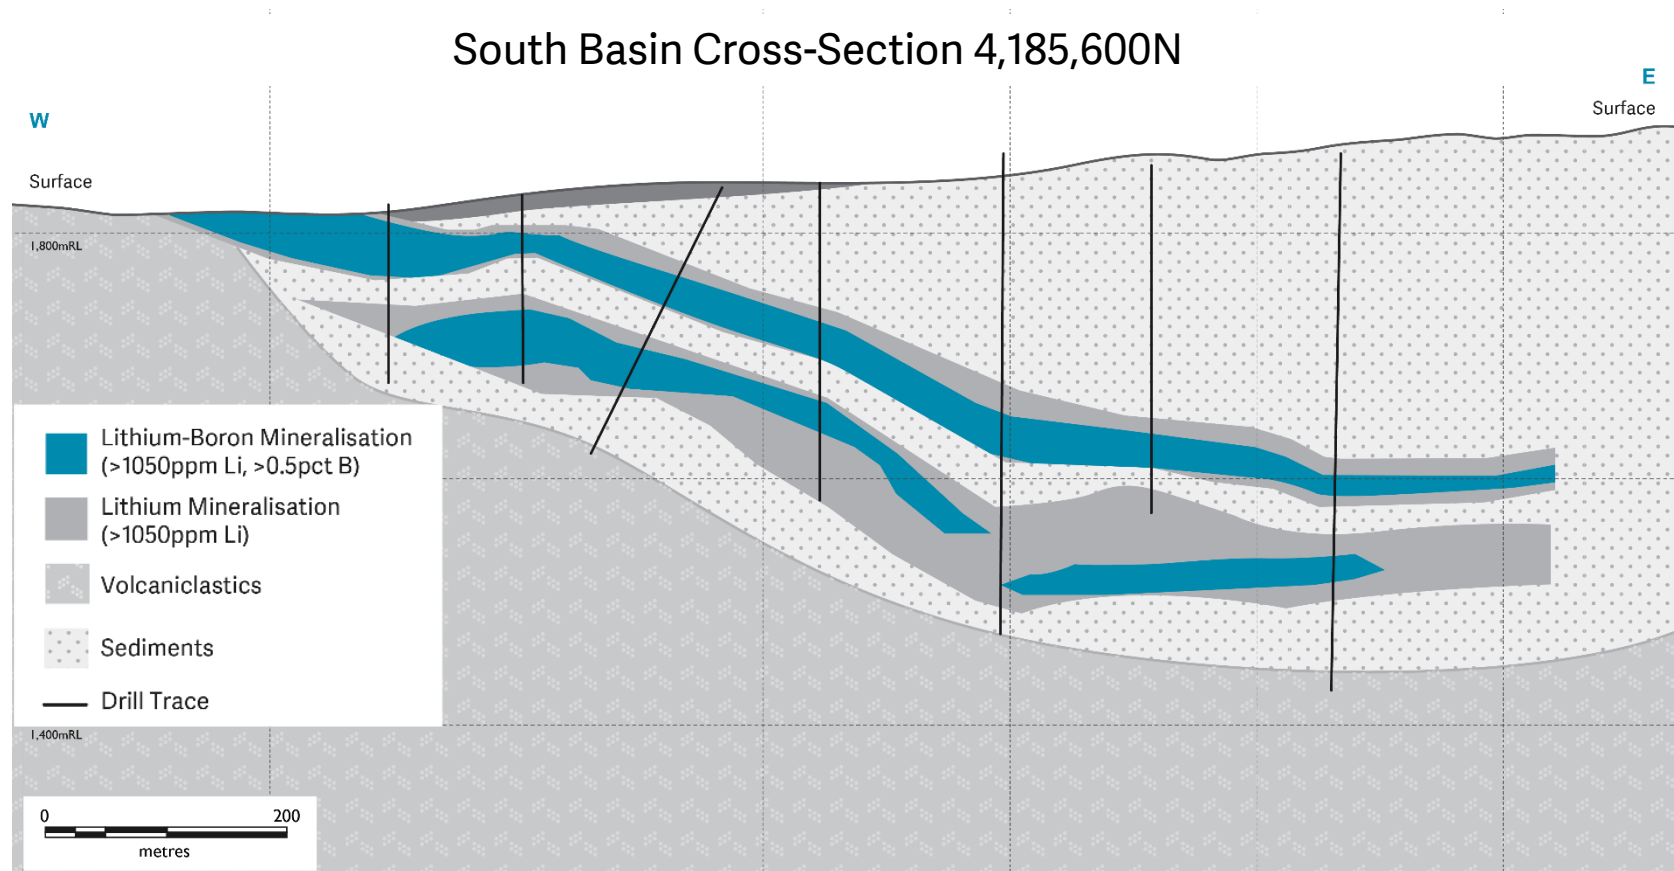 South Basin Cross-Section 4,185,600N
E
Surface
W
Surface
1,800mRL
Lithium-Boron Mineralisation
(>1050ppm Li, >0.5pct B)
Lithium Mineralisation
(>1050ppm Li)
Volcaniclastics
Sediments
Drill Trace
1,400mRL
0 200
metres